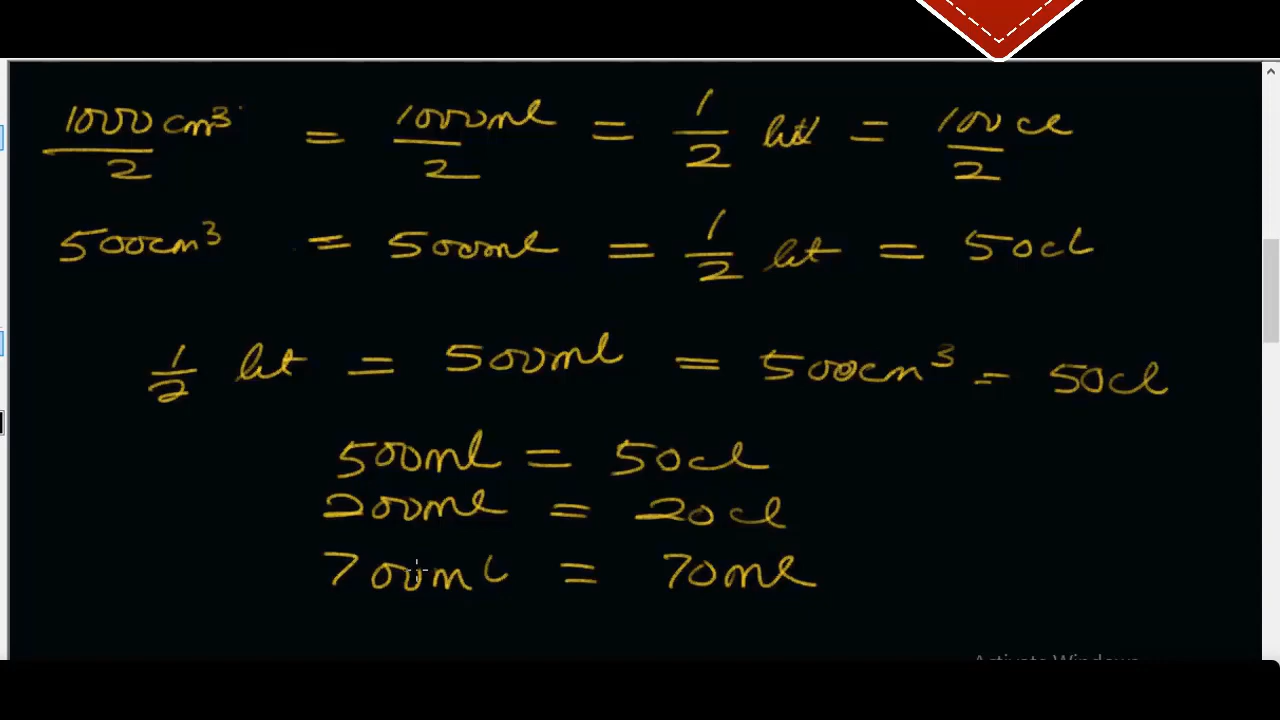 1000cm³/2 = 1000ml/2 = 1/2 lit = 100cl/2
500cm³ = 500ml = 1/2 lit = 50cl
1/2 lit = 500ml = 500cm³ = 50cl
500ml = 50cl
200ml = 20cl
700ml = 70ml